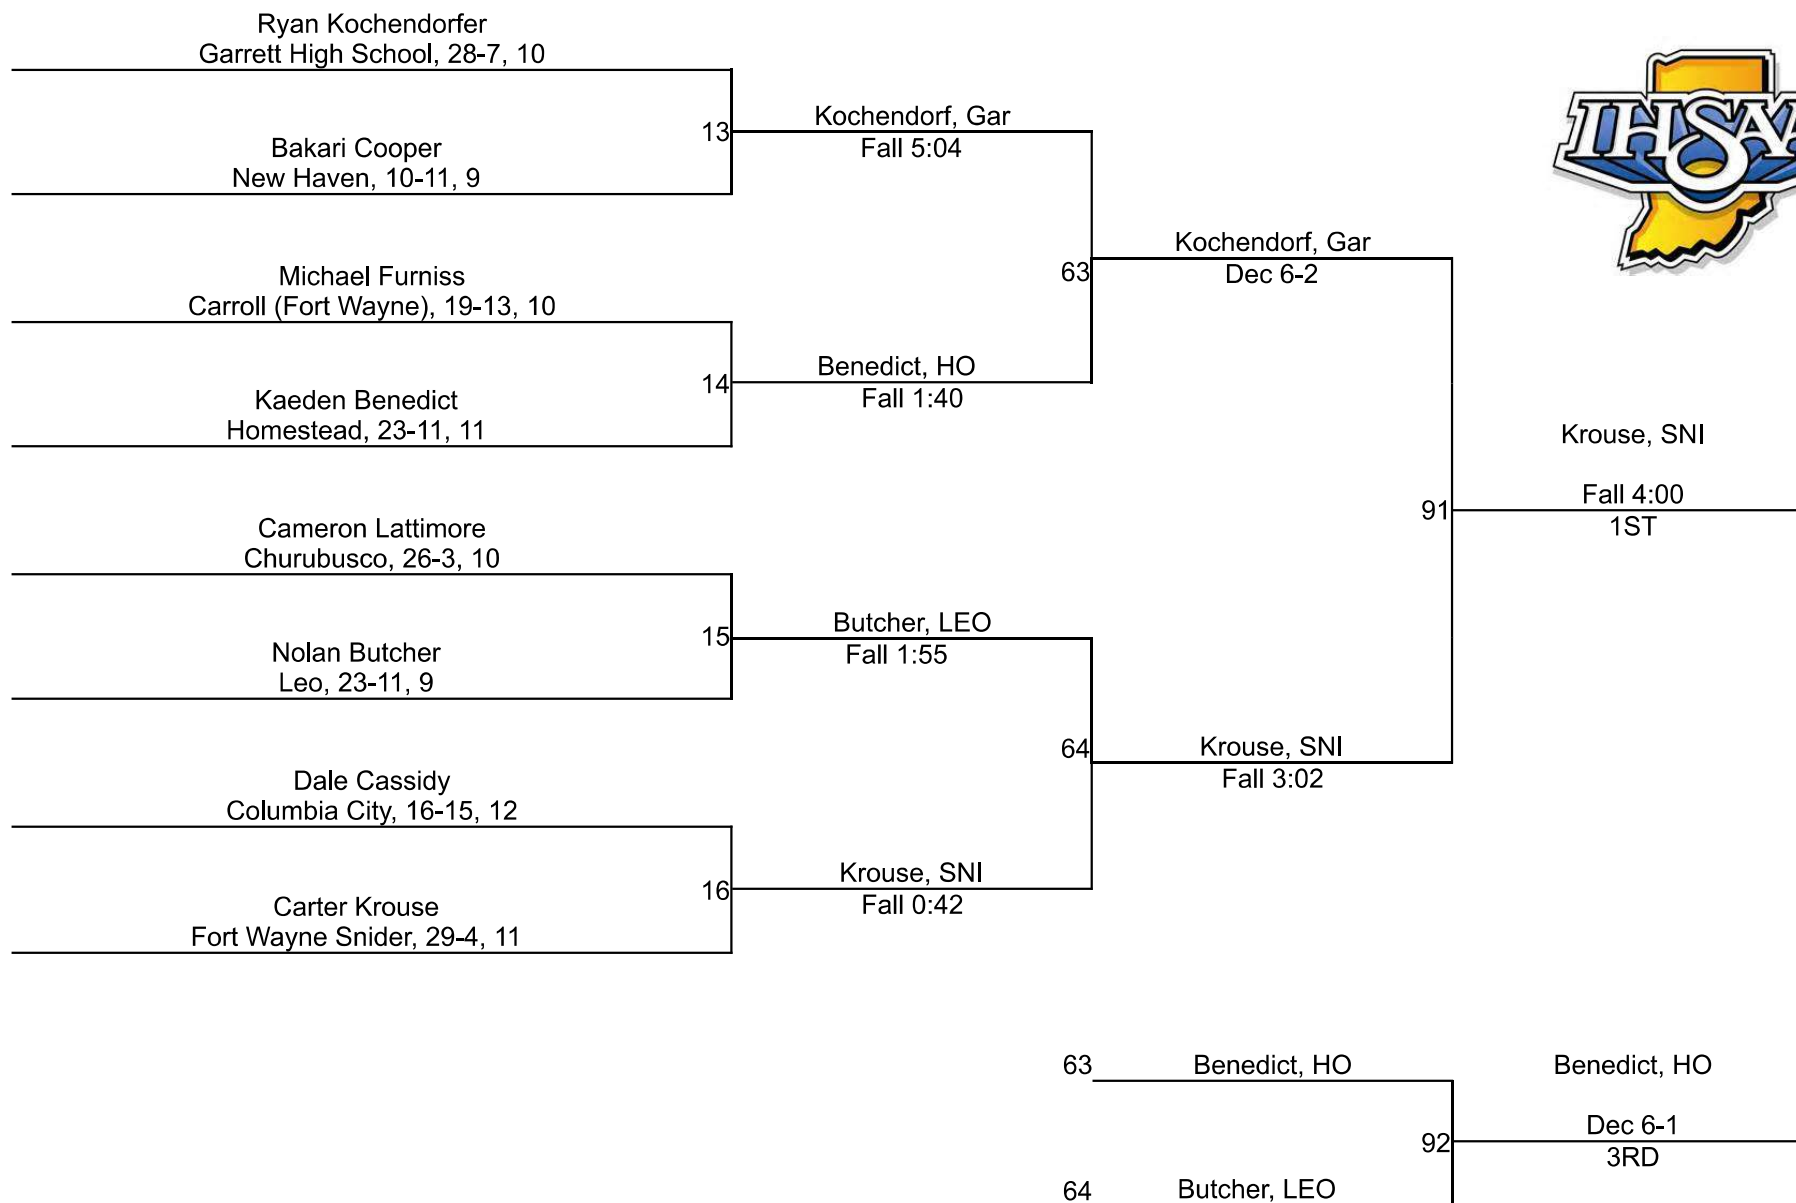 Ryan Kochendorfer
Garrett High School, 28-7, 10
13
Kochendorf, Gar
Fall 5:04
Bakari Cooper
New Haven, 10-11, 9
IHSAA
63
Kochendorf, Gar
Dec 6-2
Michael Furniss
Carroll (Fort Wayne), 19-13, 10
14
Benedict, HO
Fall 1:40
Kaeden Benedict
Homestead, 23-11, 11
91
Krouse, SNI
Fall 4:00
1ST
Cameron Lattimore
Churubusco, 26-3, 10
15
Butcher, LEO
Fall 1:55
Nolan Butcher
Leo, 23-11, 9
64
Krouse, SNI
Fall 3:02
Dale Cassidy
Columbia City, 16-15, 12
16
Krouse, SNI
Fall 0:42
Carter Krouse
Fort Wayne Snider, 29-4, 11
63
Benedict, HO
Benedict, HO
92
Dec 6-1
3RD
64
Butcher, LEO